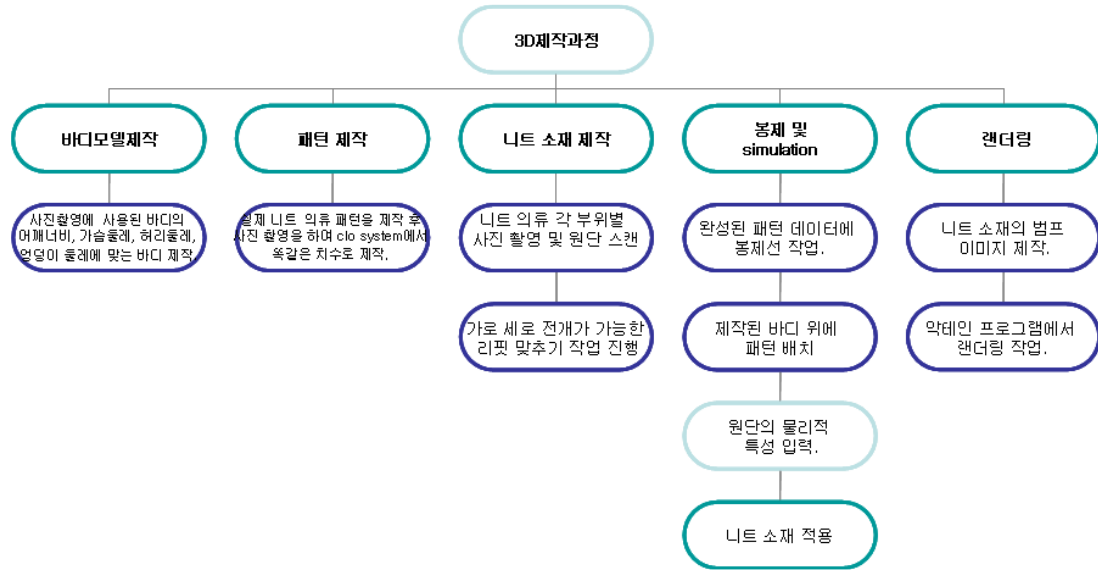 3D제작과정
바디모델제작
패턴 제작
니트 소재 제작
봉제 및
simulation
랜더링
사진촬영에 사용된 바디의
어깨너비, 가슴둘레, 허리둘레,
엉덩이 둘레에 맞는 바디 제작
실제 니트 의류 패턴을 제작 후
사진 촬영을 하여 clo system에서
똑같은 치수로 제작.
니트 의류 각 부위별
사진 촬영 및 원단 스캔
완성된 패턴 데이터에
봉제선 작업.
니트 소재의 범프
이미지 제작.
가로 세로 전개가 가능한
리핏 맞추기 작업 진행
제작된 바디 위에
패턴 배치
악테인 프로그램에서
랜더링 작업.
원단의 물리적
특성 입력.
니트 소재 적용